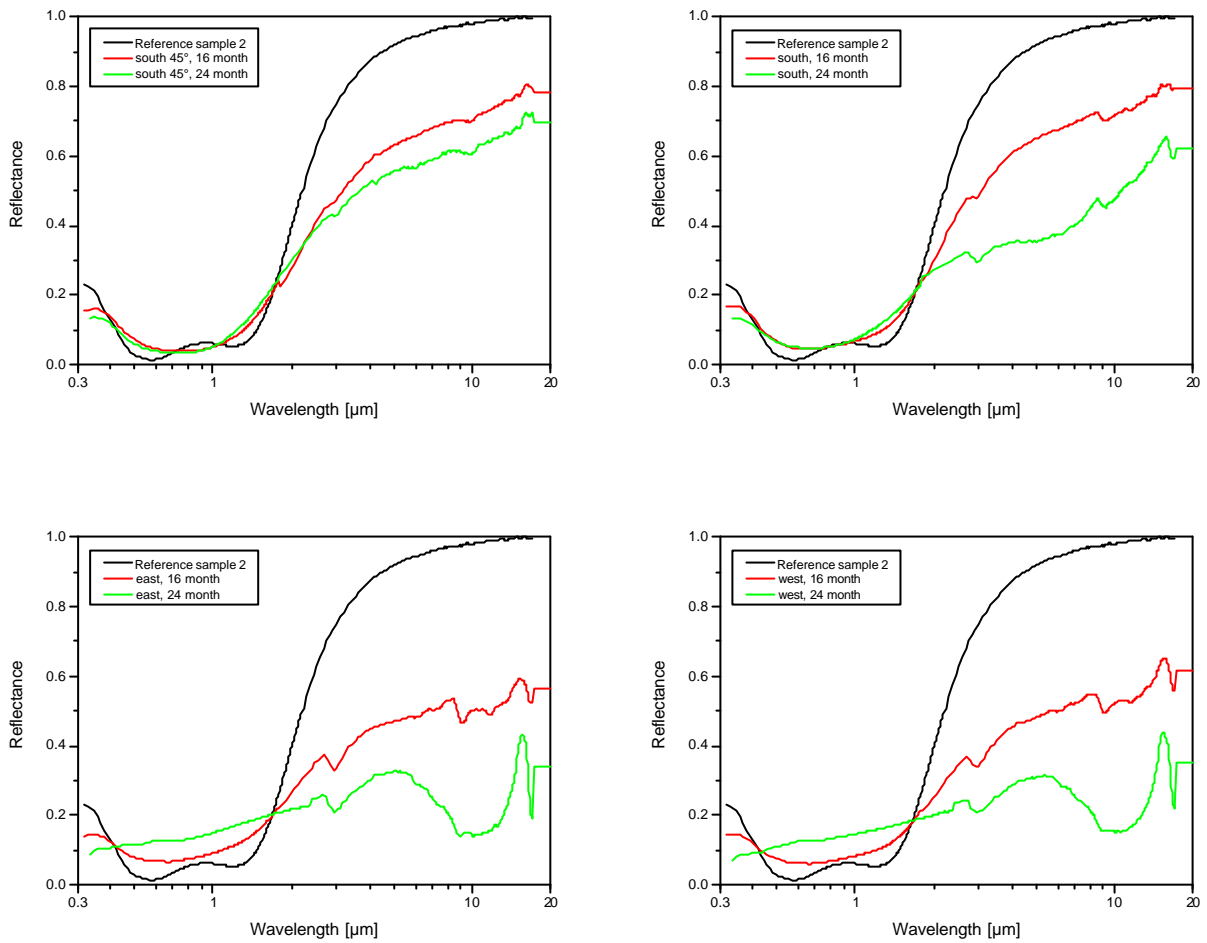 1.0
0.8
0.6
0.4
0.2
0.0
Reflectance
Reference sample 2
south 45°, 16 month
south 45°, 24 month
0.3
1
10
20
Wavelength [µm]
1.0
0.8
0.6
0.4
0.2
0.0
Reflectance
Reference sample 2
south, 16 month
south, 24 month
0.3
1
10
20
Wavelength [µm]
1.0
0.8
0.6
0.4
0.2
0.0
Reflectance
Reference sample 2
east, 16 month
east, 24 month
0.3
1
10
20
Wavelength [µm]
1.0
0.8
0.6
0.4
0.2
0.0
Reflectance
Reference sample 2
west, 16 month
west, 24 month
0.3
1
10
20
Wavelength [µm]